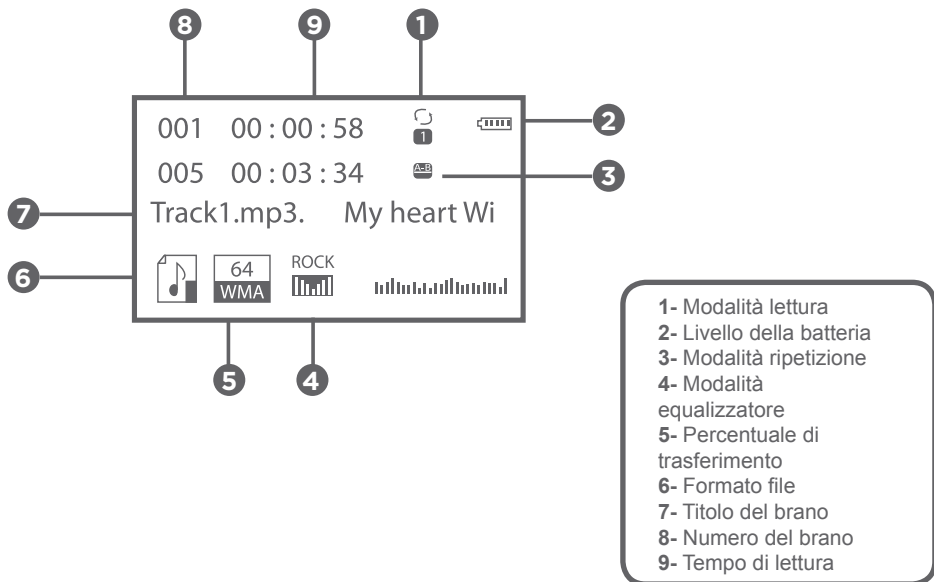 8 9 1
001 00 : 00 : 58
1
2
005 00 : 03 : 34 A-B
3
7
Track1.mp3. My heart Wi
6
64
WMA
ROCK
5 4
1- Modalità lettura
2- Livello della batteria
3- Modalità ripetizione
4- Modalità
equalizzatore
5- Percentuale di
trasferimento
6- Formato file
7- Titolo del brano
8- Numero del brano
9- Tempo di lettura